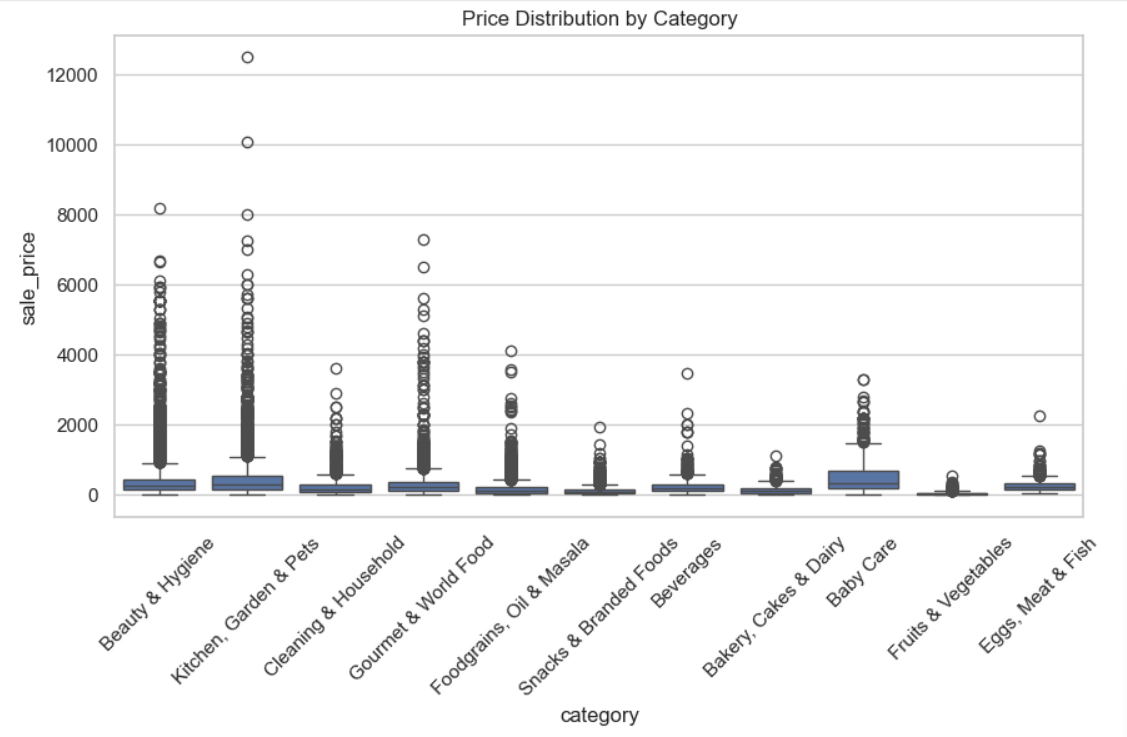 Price Distribution by Category
sale_price
12000
10000
8000
6000
4000
2000
0
Beauty & Hygiene
Kitchen, Garden & Pets
Cleaning & Household
Gourmet & World Food
Foodgrains, Oil & Masala
Snacks & Branded Foods
Beverages
Bakery, Cakes & Dairy
Baby Care
Fruits & Vegetables
Eggs, Meat & Fish
category